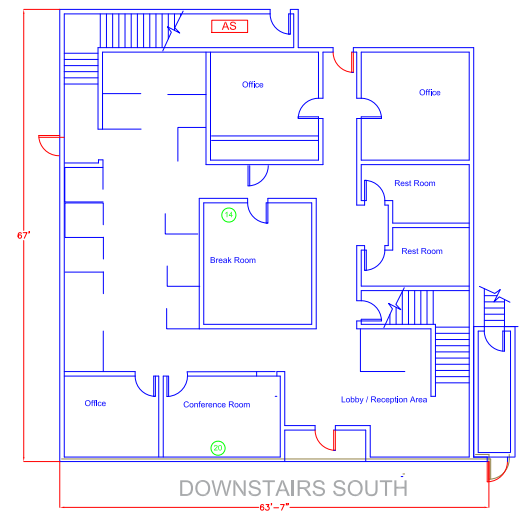 AS
Office
Office
Rest Room
14
Rest Room
67'
Break Room
Office
Conference Room
Lobby / Reception Area
20
DOWNSTAIRS SOUTH
63'-7"